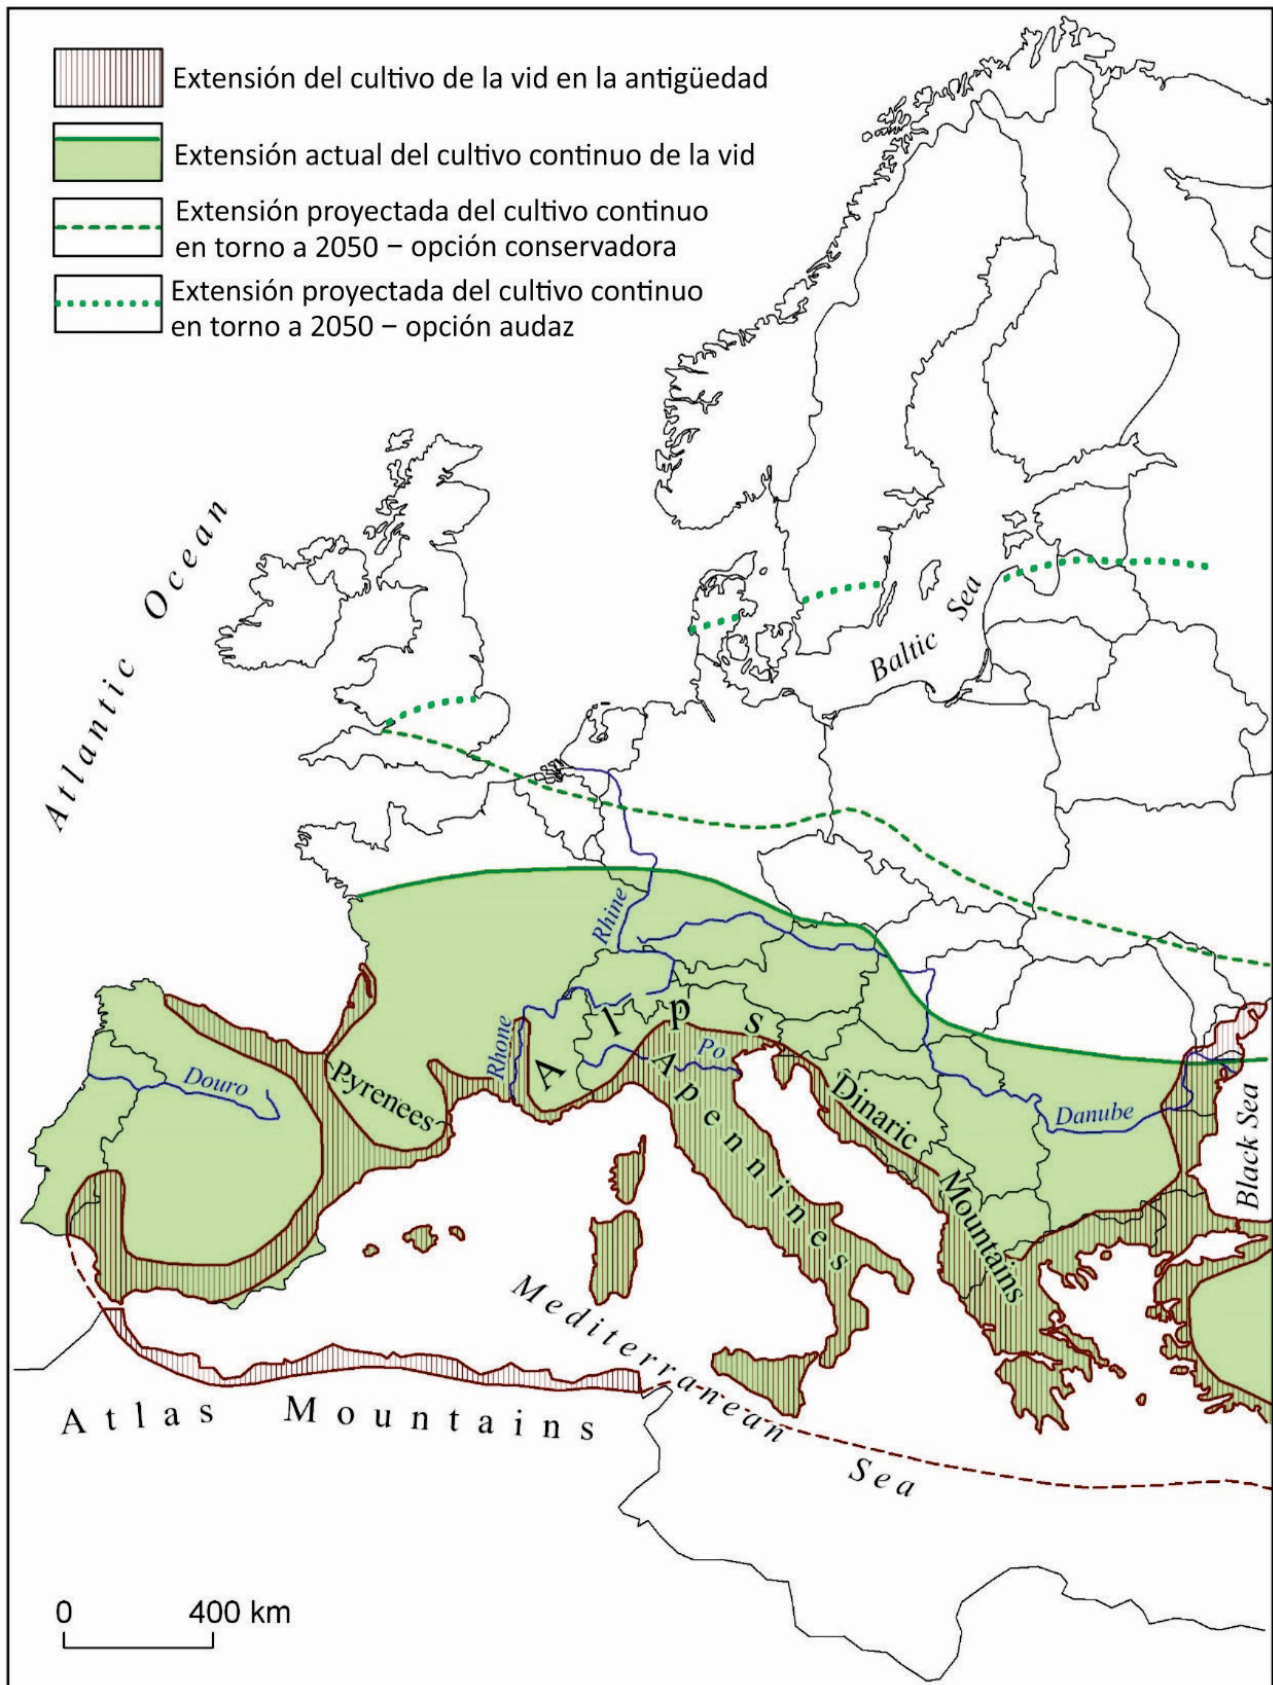 Extensión del cultivo de la vid en la antigüedad
Extensión actual del cultivo continuo de la vid
Extensión proyectada del cultivo continuo
en torno a 2050 – opción conservadora
Extensión proyectada del cultivo continuo
en torno a 2050 – opción audaz
Atlantic Ocean
Baltic Sea
Rhine
Rhone
Alps
Po
Apennines
Pyrenees
Douro
Dinaric Mountains
Danube
Black Sea
Mediterranean Sea
Atlas Mountains
0 400 km